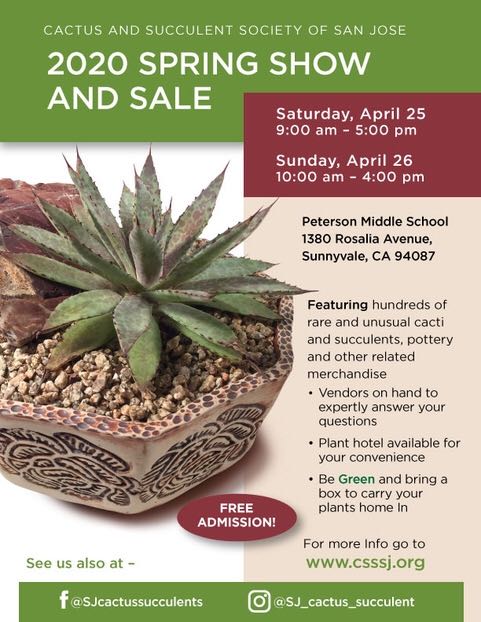 CACTUS AND SUCCULENT SOCIETY OF SAN JOSE
2020 SPRING SHOW
AND SALE
Saturday, April 25
9:00 am – 5:00 pm
Sunday, April 26
10:00 am – 4:00 pm
Peterson Middle School
1380 Rosalia Avenue,
Sunnyvale, CA 94087
Featuring hundreds of
rare and unusual cacti
and succulents, pottery
and other related
merchandise
• Vendors on hand to
expertly answer your
questions
• Plant hotel available for
your convenience
• Be Green and bring a
box to carry your
plants home In
FREE
ADMISSION!
For more Info go to
www.csssj.org
See us also at –
f @SJcactussucculents
@SJ_cactus_succulent